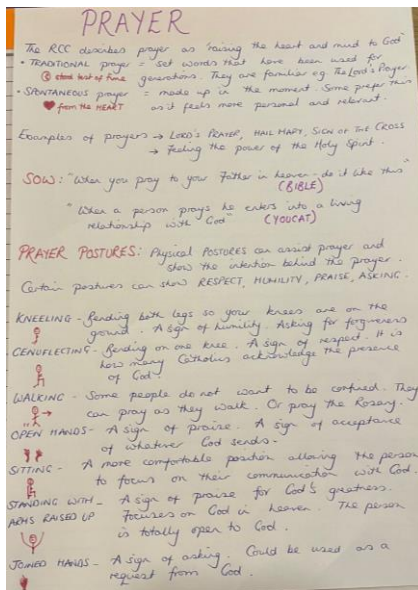 PRAYER
The RCC describes prayer as "raising the heart and mind to God"
• TRADITIONAL prayer = set words that have been used for
stood test of time generations. They are familiar eg. The Lord's Prayer
• SPONTANEOUS prayer = made up in the moment. Some prefer this
from the HEART as it feels more personal and relevant.
Examples of prayers → LORD'S PRAYER, HAIL MARY, SIGN OF THE CROSS
→ Feeling the power of the Holy Spirit.
SOW: "When you pray to your Father in heaven - do it like this"
(BIBLE)
"When a person prays he enters into a living
relationship with God" (YOUCAT)
PRAYER POSTURES: Physical POSTURES can assist prayer and
show the intention behind the prayer.
Certain postures can show RESPECT, HUMILITY, PRAISE, ASKING.
KNEELING - Bending both legs so your knees are on the
ground. A sign of humility. Asking for forgiveness
GENUFLECTING - Bending on one knee. A sign of respect. It is
how many Catholics acknowledge the presence
of God.
WALKING - Some people do not want to be confined. They
can pray as they walk. Or pray the Rosary.
OPEN HANDS - A sign of praise. A sign of acceptance
of whatever God sends.
SITTING - A more comfortable position allowing the person
to focus on their communication with God.
STANDING WITH - A sign of praise for God's greatness.
ARMS RAISED UP Focuses on God in heaven. The person
is totally open to God.
JOINED HANDS - A sign of asking. Could be used as a
request from God.